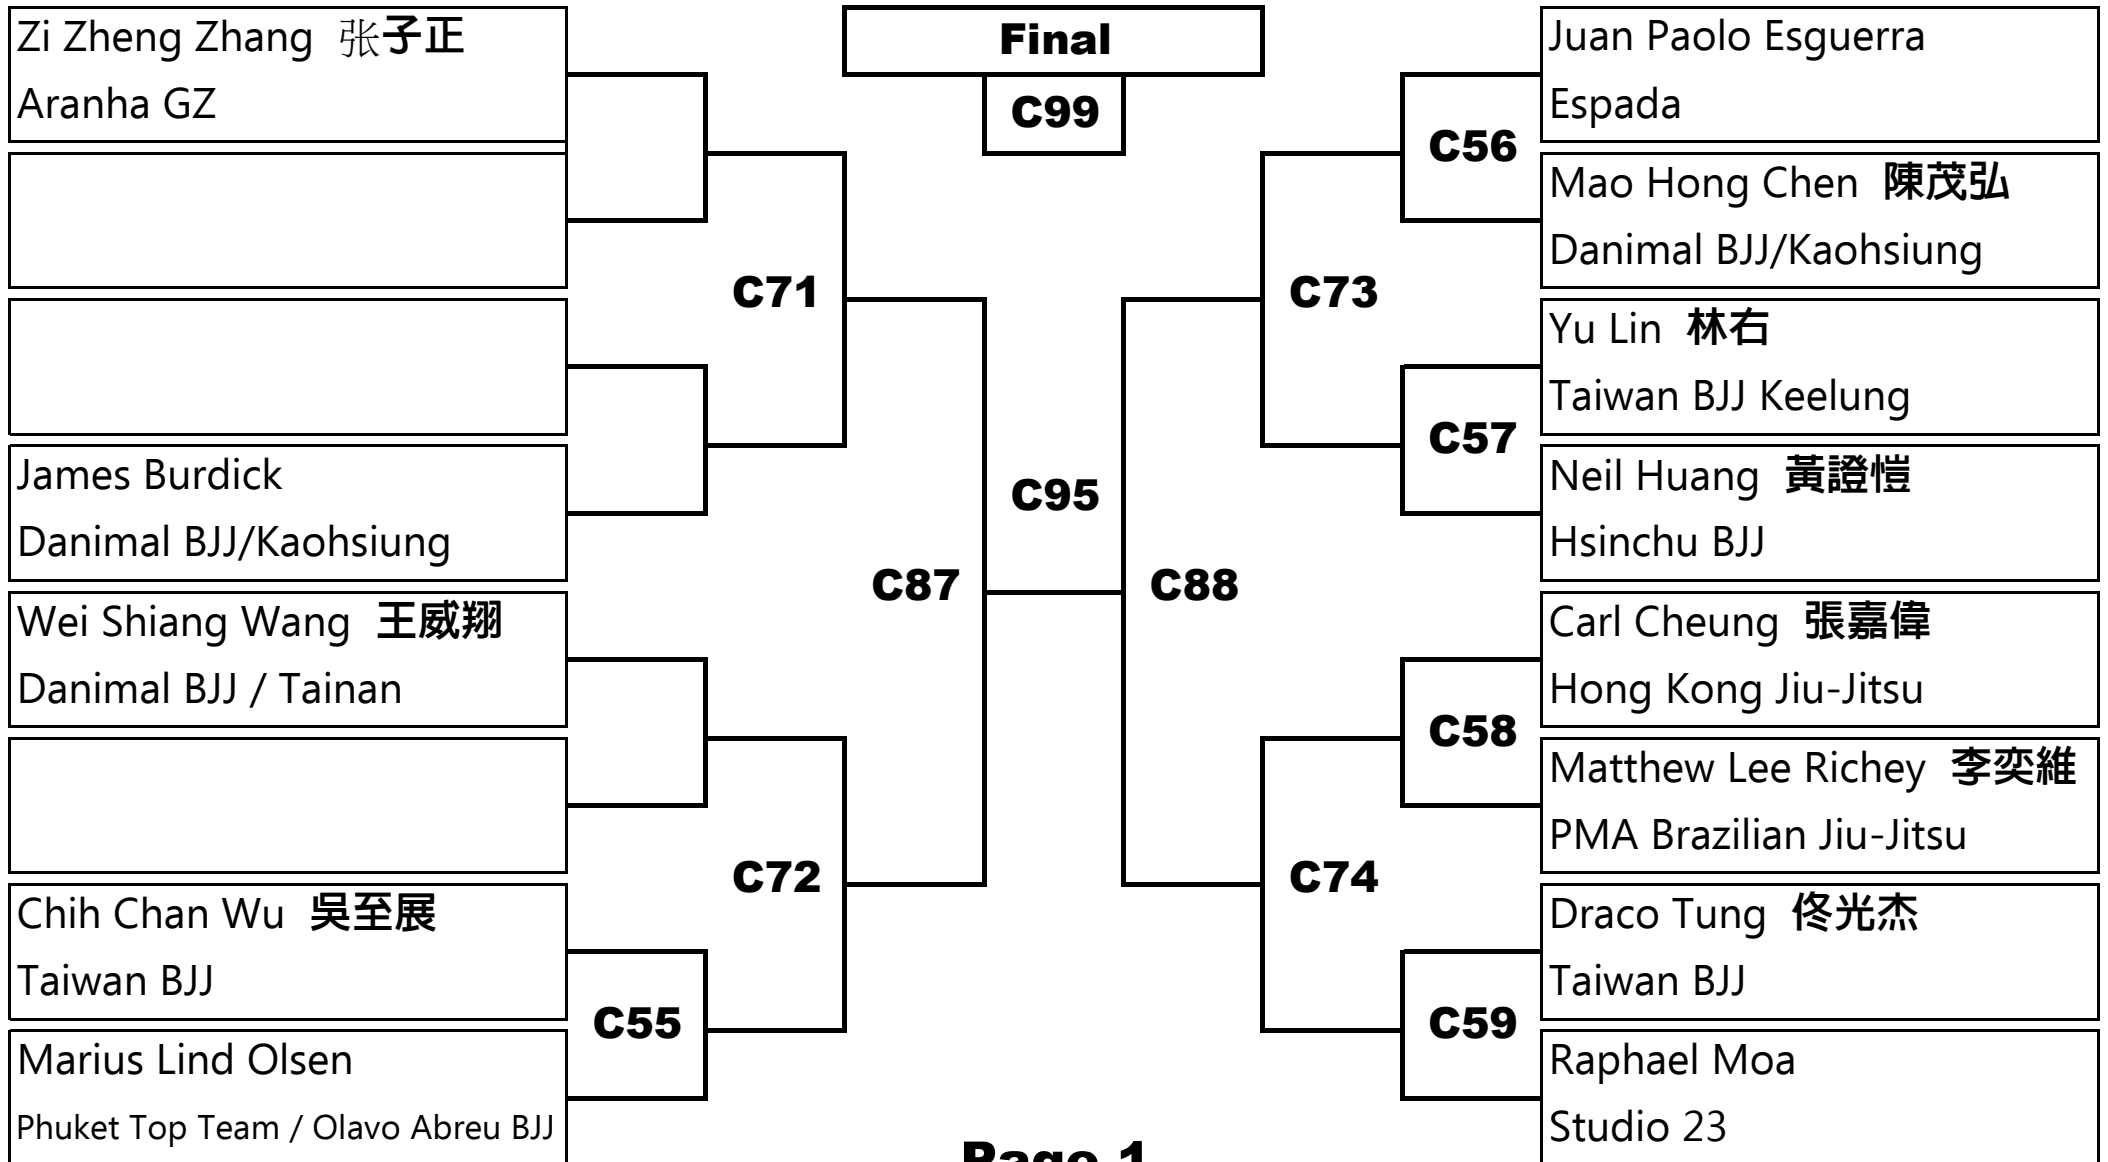 Zi Zheng Zhang 张子正
Aranha GZ
James Burdick
Danimal BJJ/Kaohsiung
Wei Shiang Wang 王威翔
Danimal BJJ / Tainan
Chih Chan Wu 吳至展
Taiwan BJJ
Marius Lind Olsen
Phuket Top Team / Olavo Abreu BJJ
C55
C71
C72
C87
Final
C99
C95
C88
C73
C74
C56
C57
C58
C59
Juan Paolo Esguerra
Espada
Mao Hong Chen 陳茂弘
Danimal BJJ/Kaohsiung
Yu Lin 林右
Taiwan BJJ Keelung
Neil Huang 黃證愷
Hsinchu BJJ
Carl Cheung 張嘉偉
Hong Kong Jiu-Jitsu
Matthew Lee Richey 李奕維
PMA Brazilian Jiu-Jitsu
Draco Tung 佟光杰
Taiwan BJJ
Raphael Moa
Studio 23
Page 1